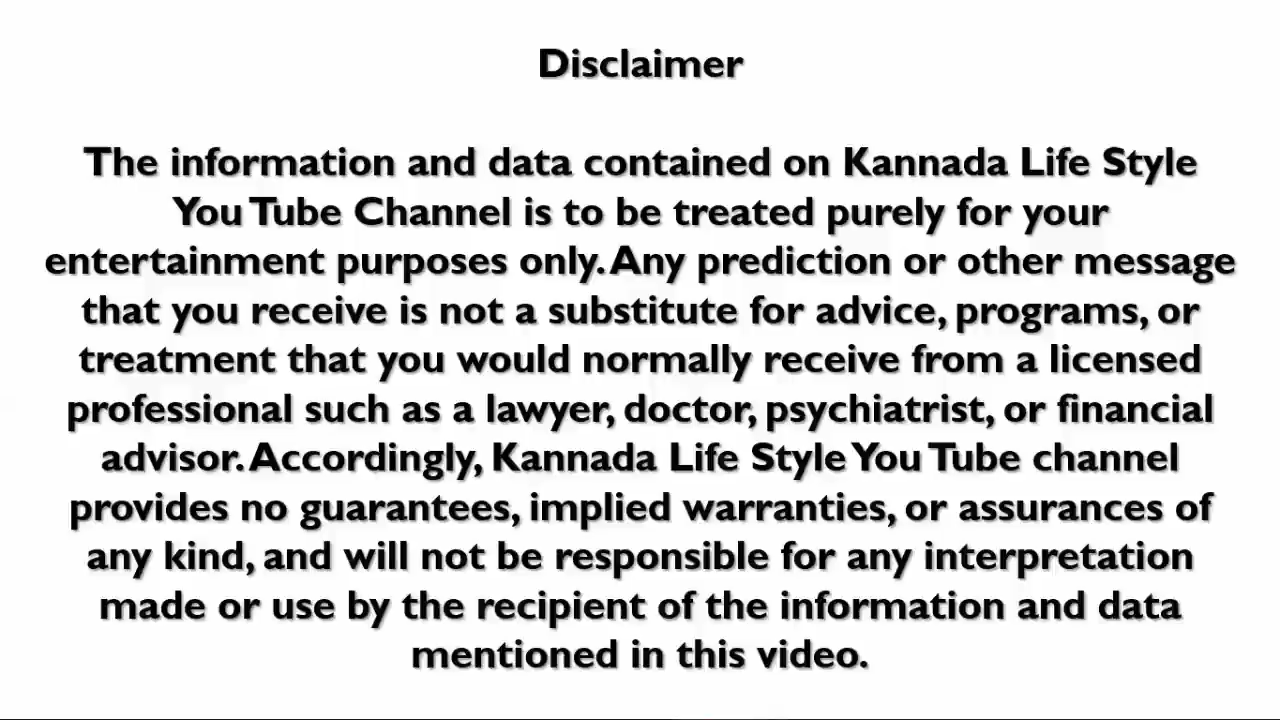 Disclaimer
The information and data contained on Kannada Life Style
You Tube Channel is to be treated purely for your
entertainment purposes only. Any prediction or other message
that you receive is not a substitute for advice, programs, or
treatment that you would normally receive from a licensed
professional such as a lawyer, doctor, psychiatrist, or financial
advisor. Accordingly, Kannada Life Style You Tube channel
provides no guarantees, implied warranties, or assurances of
any kind, and will not be responsible for any interpretation
made or use by the recipient of the information and data
mentioned in this video.